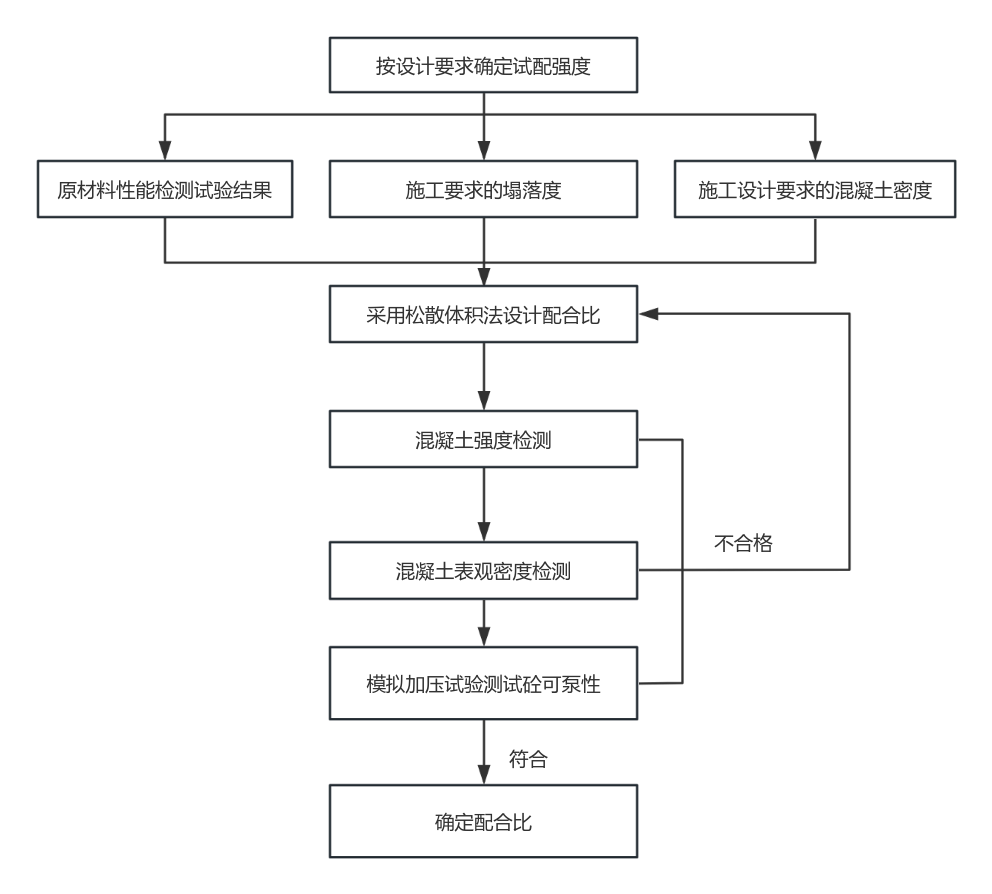 按设计要求确定试配强度
原材料性能检测试验结果
施工要求的塌落度
施工设计要求的混凝土密度
采用松散体积法设计配合比
混凝土强度检测
不合格
混凝土表观密度检测
模拟加压试验测试砼可泵性
符合
确定配合比